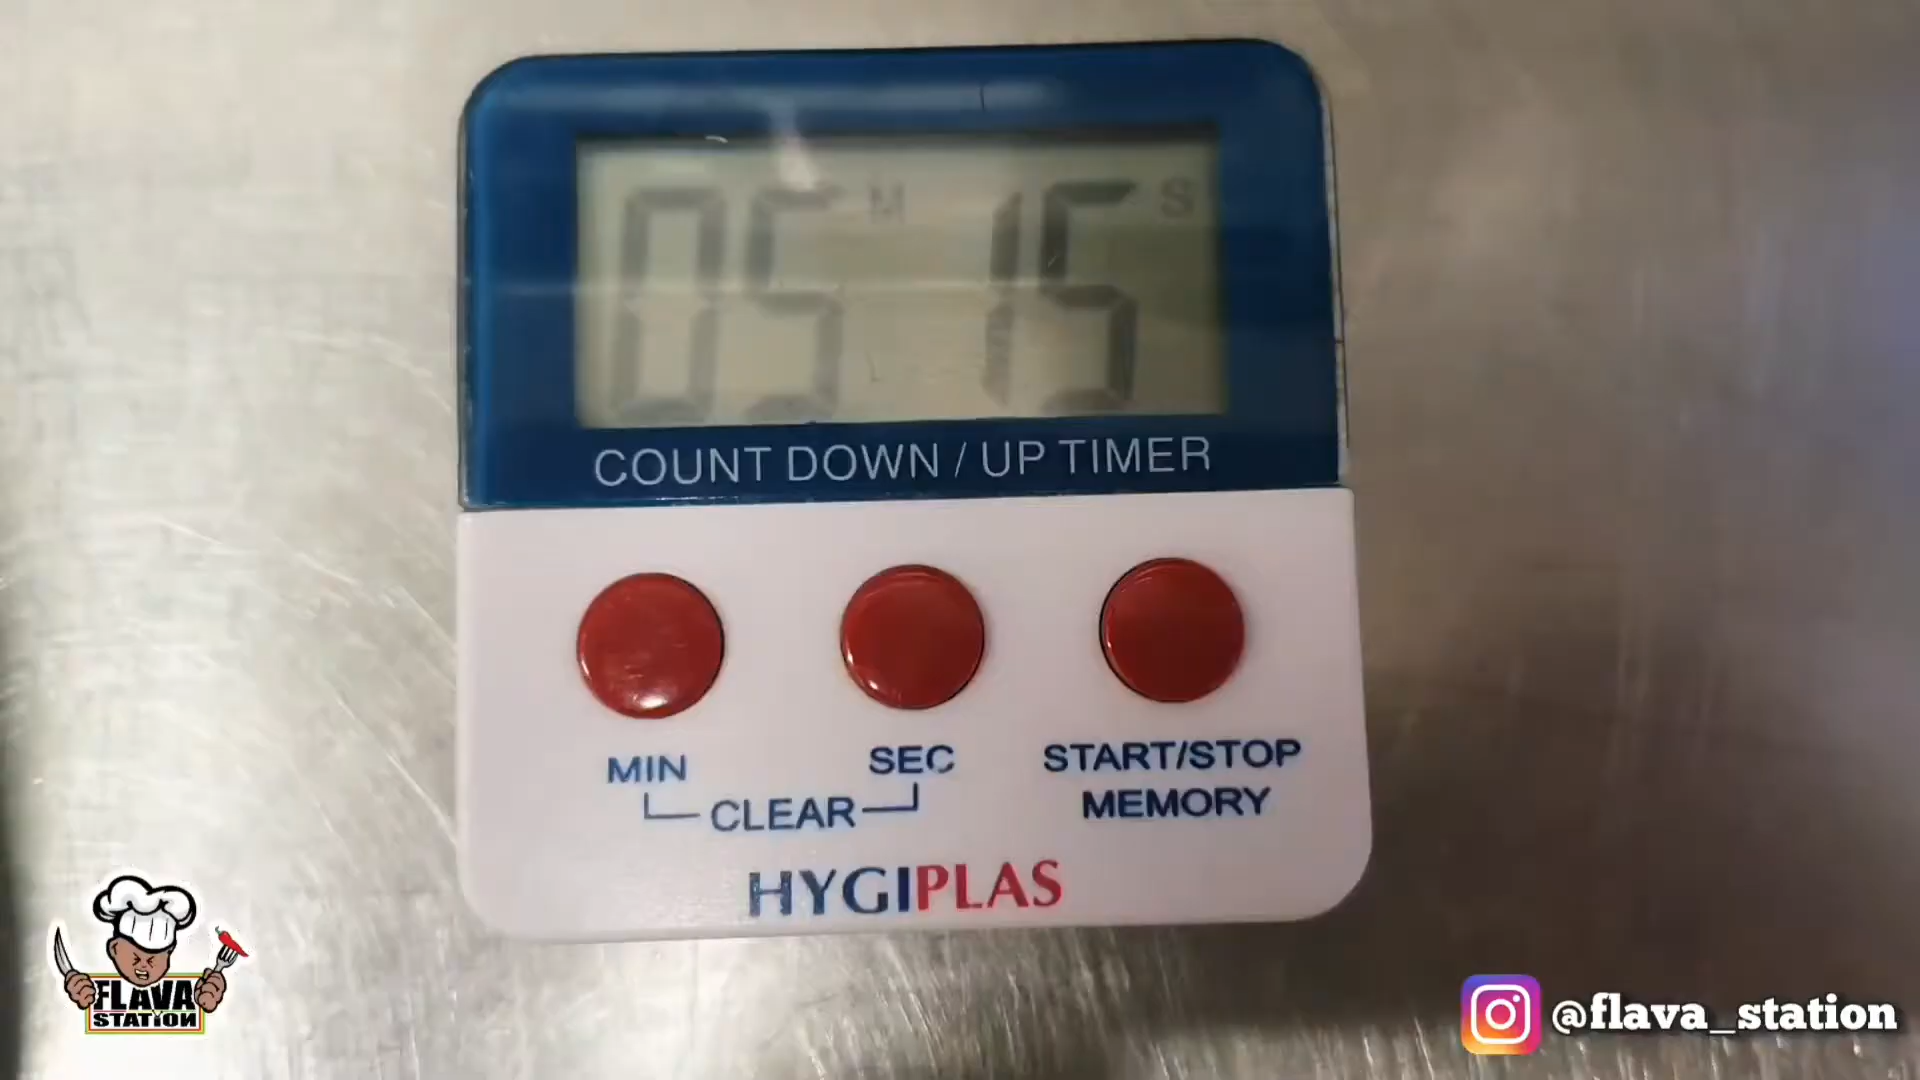 05 M 15 S
COUNT DOWN / UP TIMER
MIN
SEC
START/STOP
CLEAR
MEMORY
HYGIPLAS
FLAVA
STATION
@flava_station